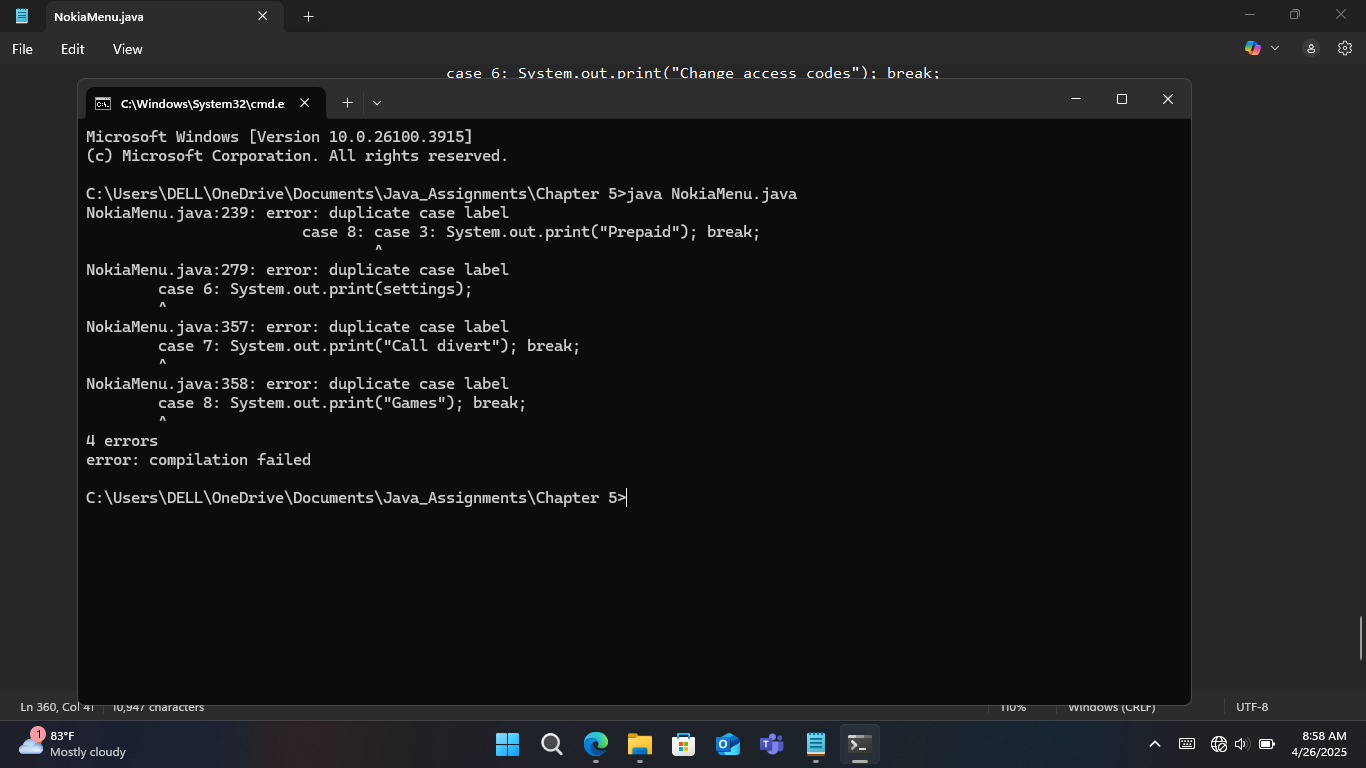 NokiaMenu.java
File Edit View
case 6: System.out.print("Change access codes"); break;
C:\Windows\System32\cmd.e
Microsoft Windows [Version 10.0.26100.3915]
(c) Microsoft Corporation. All rights reserved.
C:\Users\DELL\OneDrive\Documents\Java_Assignments\Chapter 5>java NokiaMenu.java
NokiaMenu.java:239: error: duplicate case label
case 8: case 3: System.out.print("Prepaid"); break;
^
NokiaMenu.java:279: error: duplicate case label
case 6: System.out.print(settings);
^
NokiaMenu.java:357: error: duplicate case label
case 7: System.out.print("Call divert"); break;
^
NokiaMenu.java:358: error: duplicate case label
case 8: System.out.print("Games"); break;
^
4 errors
error: compilation failed
C:\Users\DELL\OneDrive\Documents\Java_Assignments\Chapter 5>
Ln 360, Col 41 10,947 characters 110% Windows (CRLF) UTF-8
1
83°F
Mostly cloudy
8:58 AM
4/26/2025